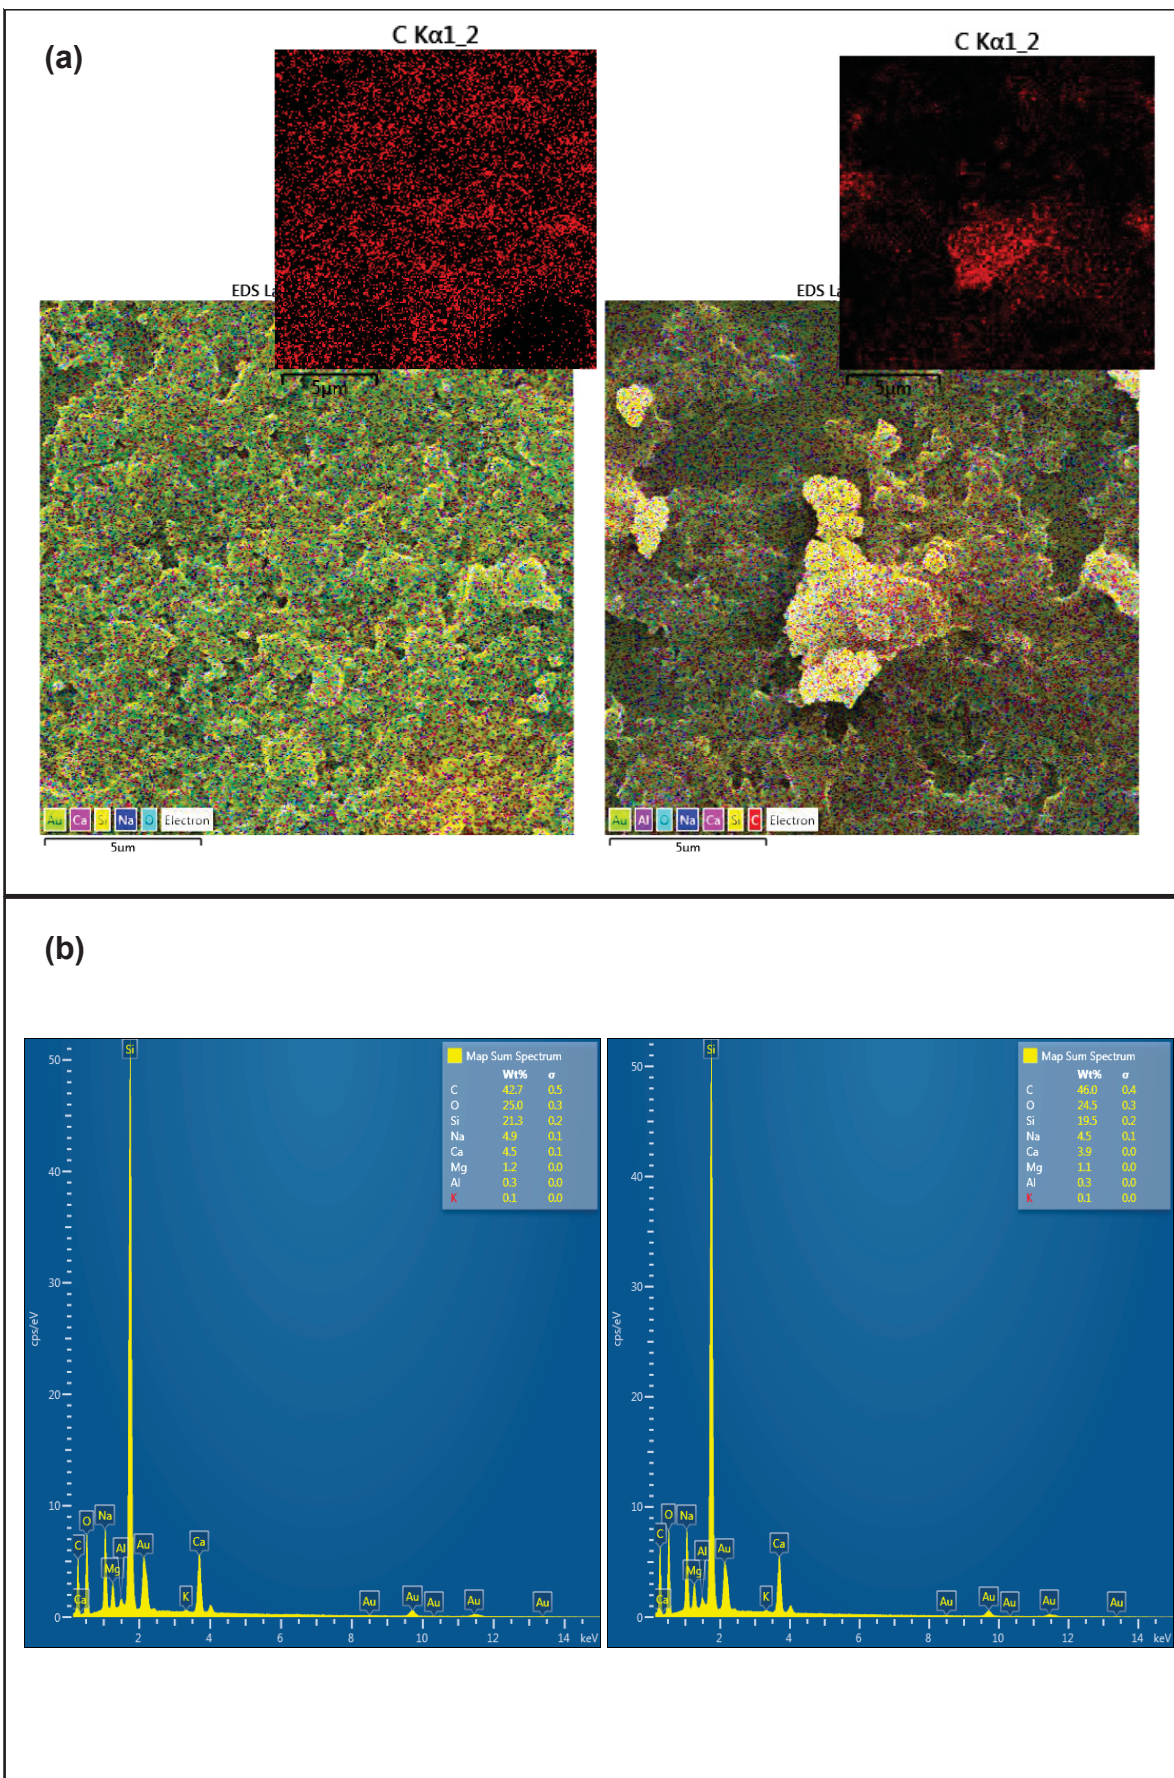 (a)
C Kα1_2
C Kα1_2
EDS La
EDS La
5µm
5µm
Au Ca Si Na O Electron
Au Al O Na Ca Si C Electron
5µm
5µm
(b)
Map Sum Spectrum
Wt% σ
C 42.7 0.5
O 25.0 0.3
Si 21.3 0.2
Na 4.9 0.1
Ca 4.5 0.1
Mg 1.2 0.0
Al 0.3 0.0
K 0.1 0.0
Si
50
40
30
20
10
0
cps/eV
C
O
Na
Al
Au
Ca
Mg
Ca
K
Au
Au
Au
Au
Au
2 4 6 8 10 12 14 keV
Map Sum Spectrum
Wt% σ
C 46.0 0.4
O 24.5 0.3
Si 19.5 0.2
Na 4.5 0.1
Ca 3.9 0.0
Mg 1.1 0.0
Al 0.3 0.0
K 0.1 0.0
Si
50
40
30
20
10
0
cps/eV
C
O
Na
Al
Au
Ca
Mg
Ca
K
Au
Au
Au
Au
Au
2 4 6 8 10 12 14 keV